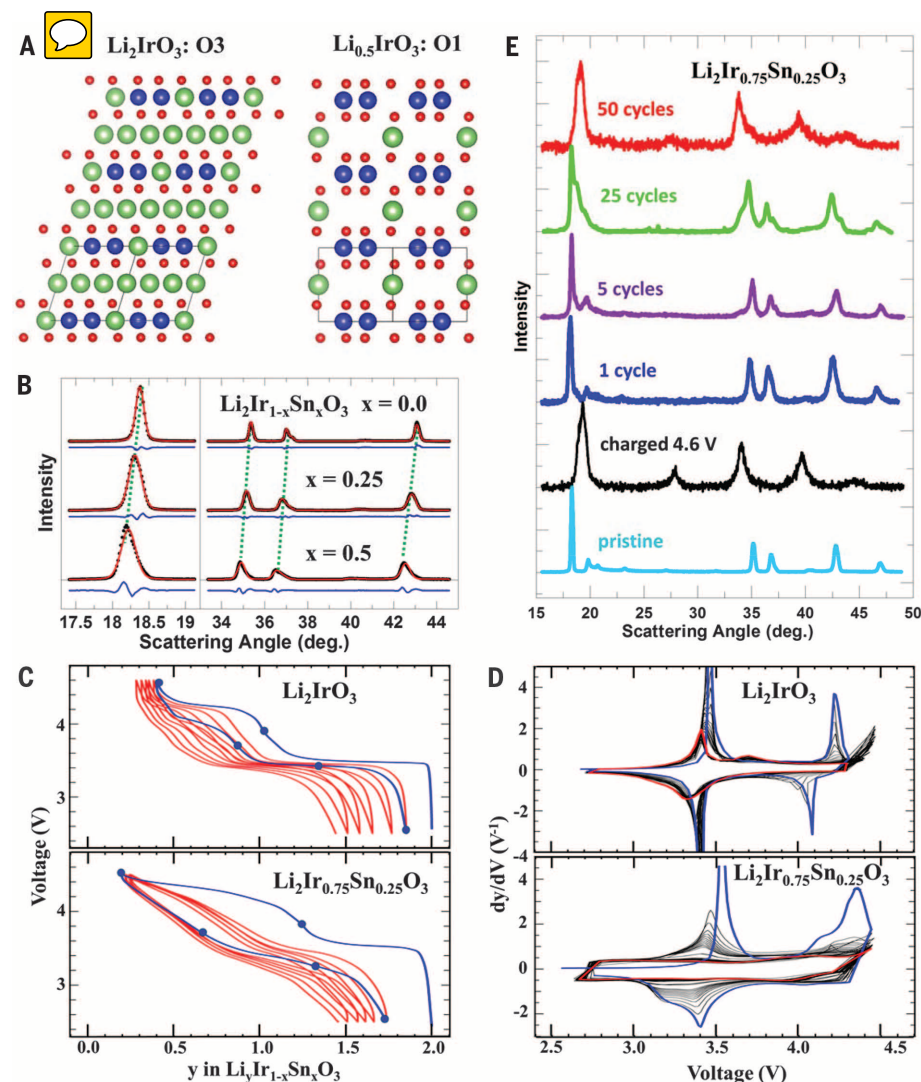 A
Li₂IrO₃: O3
Li₀.₅IrO₃: O1
B
Li₂Ir₁₋ₓSnₓO₃ x = 0.0
x = 0.25
x = 0.5
Intensity
17.5 18 18.5 19 35 36 38 40 42 44
Scattering Angle (deg.)
C
Li₂IrO₃
4
3
Li₂Ir₀.₇₅Sn₀.₂₅O₃
4
3
Voltage (V)
0.0 0.5 1.0 1.5 2.0
y in LiᵧIr₁₋ₓSnₓO₃
E
Li₂Ir₀.₇₅Sn₀.₂₅O₃
50 cycles
25 cycles
5 cycles
1 cycle
charged 4.6 V
pristine
Intensity
15 19 25 30 35 40 45 50
Scattering Angle (deg.)
D
Li₂IrO₃
4
2
0
-2
-4
Li₂Ir₀.₇₅Sn₀.₂₅O₃
4
2
0
-2
-4
dy/dV (V⁻¹)
2.5 3.0 3.5 4.0 4.5
Voltage (V)